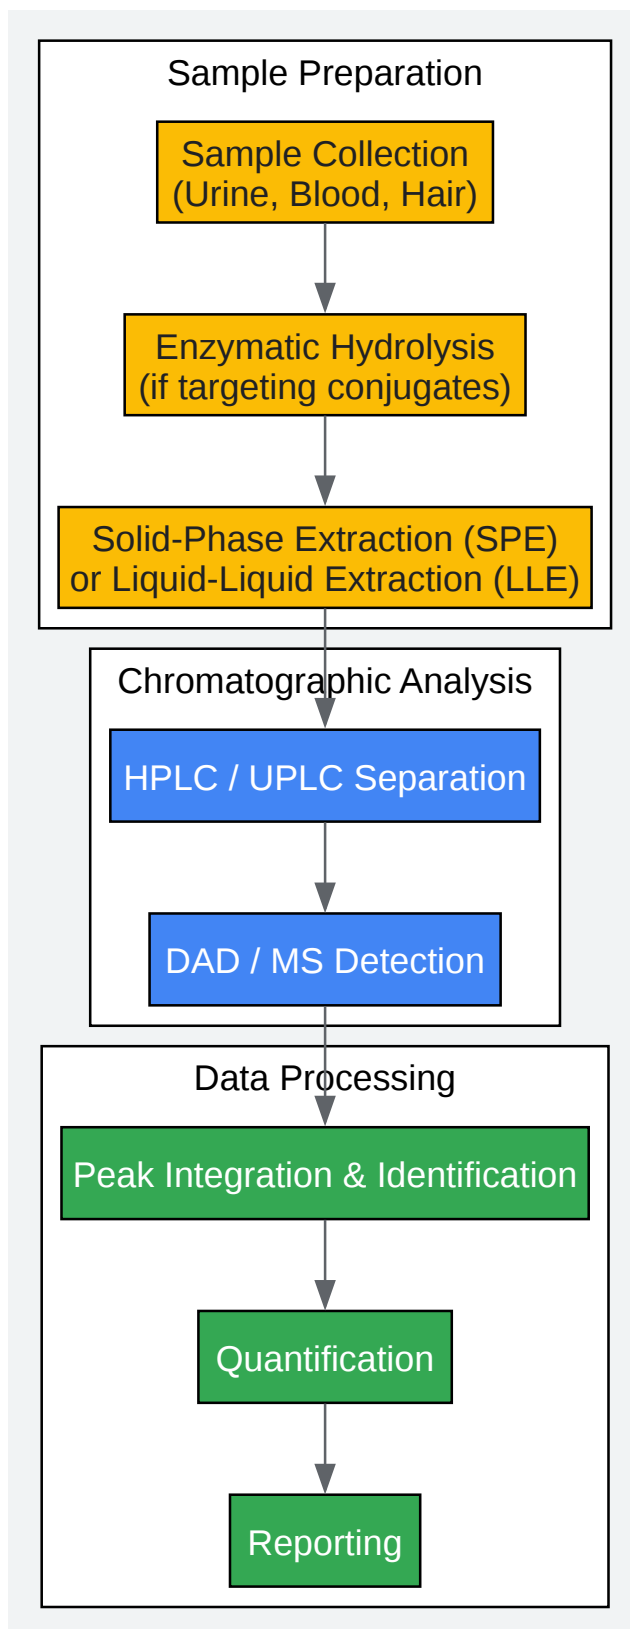 Sample Preparation
Sample Collection
(Urine, Blood, Hair)
Enzymatic Hydrolysis
(if targeting conjugates)
Solid-Phase Extraction (SPE)
or Liquid-Liquid Extraction (LLE)
Chromatographic Analysis
HPLC / UPLC Separation
DAD / MS Detection
Data Processing
Peak Integration & Identification
Quantification
Reporting